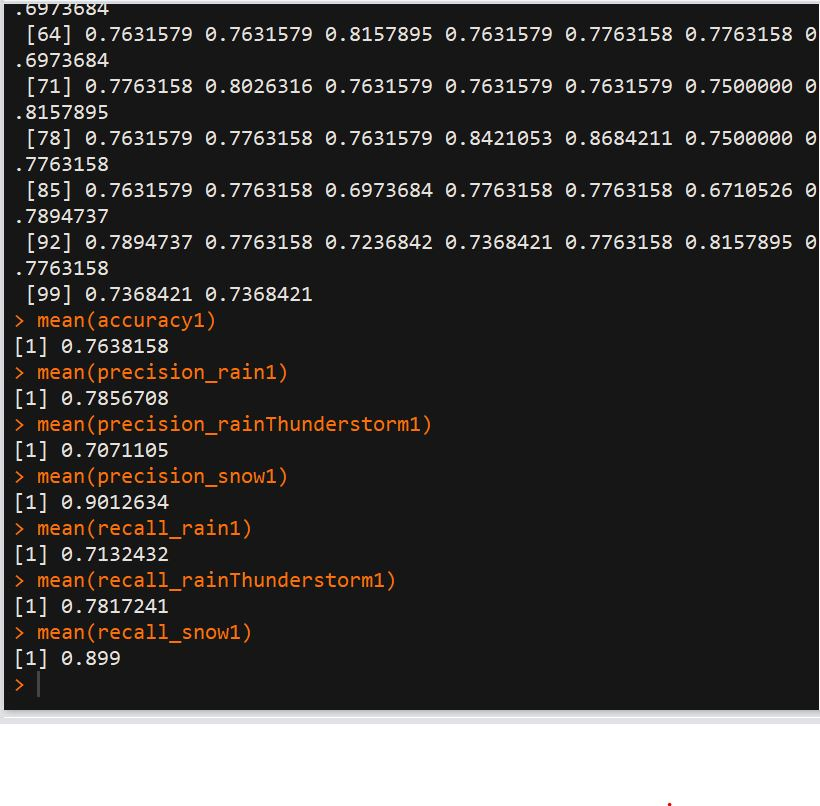 .6973684
[64] 0.7631579 0.7631579 0.8157895 0.7631579 0.7763158 0.7763158 0
.6973684
[71] 0.7763158 0.8026316 0.7631579 0.7631579 0.7631579 0.7500000 0
.8157895
[78] 0.7631579 0.7763158 0.7631579 0.8421053 0.8684211 0.7500000 0
.7763158
[85] 0.7631579 0.7763158 0.6973684 0.7763158 0.7763158 0.6710526 0
.7894737
[92] 0.7894737 0.7763158 0.7236842 0.7368421 0.7763158 0.8157895 0
.7763158
[99] 0.7368421 0.7368421
> mean(accuracy1)
[1] 0.7638158
> mean(precision_rain1)
[1] 0.7856708
> mean(precision_rainThunderstorm1)
[1] 0.7071105
> mean(precision_snow1)
[1] 0.9012634
> mean(recall_rain1)
[1] 0.7132432
> mean(recall_rainThunderstorm1)
[1] 0.7817241
> mean(recall_snow1)
[1] 0.899
>